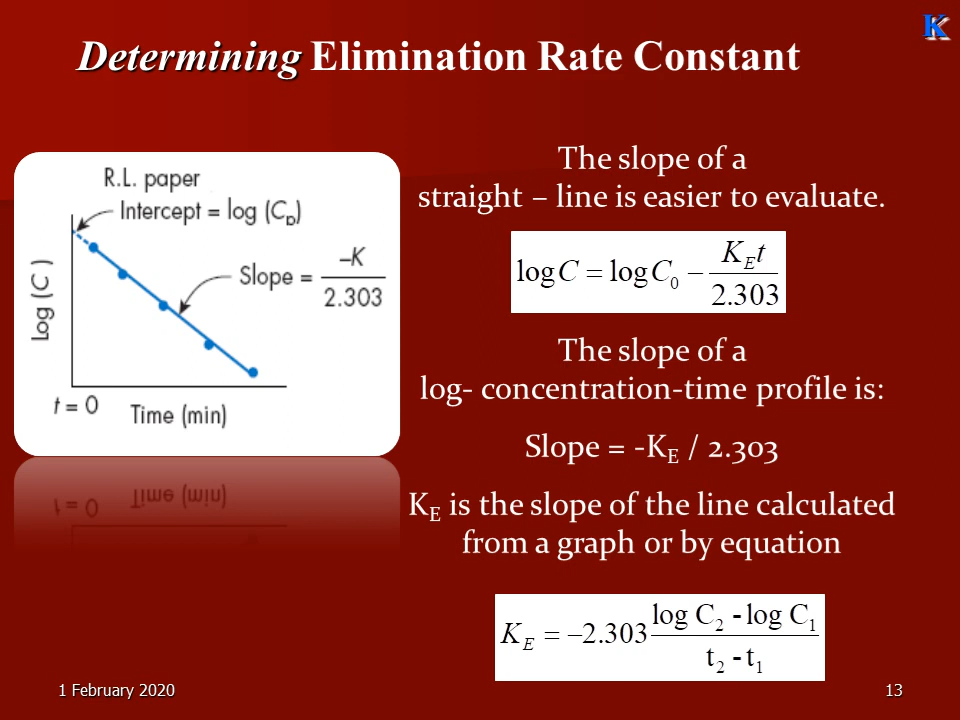 K
Determining Elimination Rate Constant
R.L. paper
Intercept = log (C_D)
Slope = –K / 2.303
Log (C)
t = 0
Time (min)
The slope of a
straight – line is easier to evaluate.
log C = log C₀ − K_E t / 2.303
The slope of a
log- concentration-time profile is:
Slope = -K_E / 2.303
K_E is the slope of the line calculated
from a graph or by equation
K_E = –2.303 (log C₂ - log C₁) / (t₂ - t₁)
1 February 2020
13